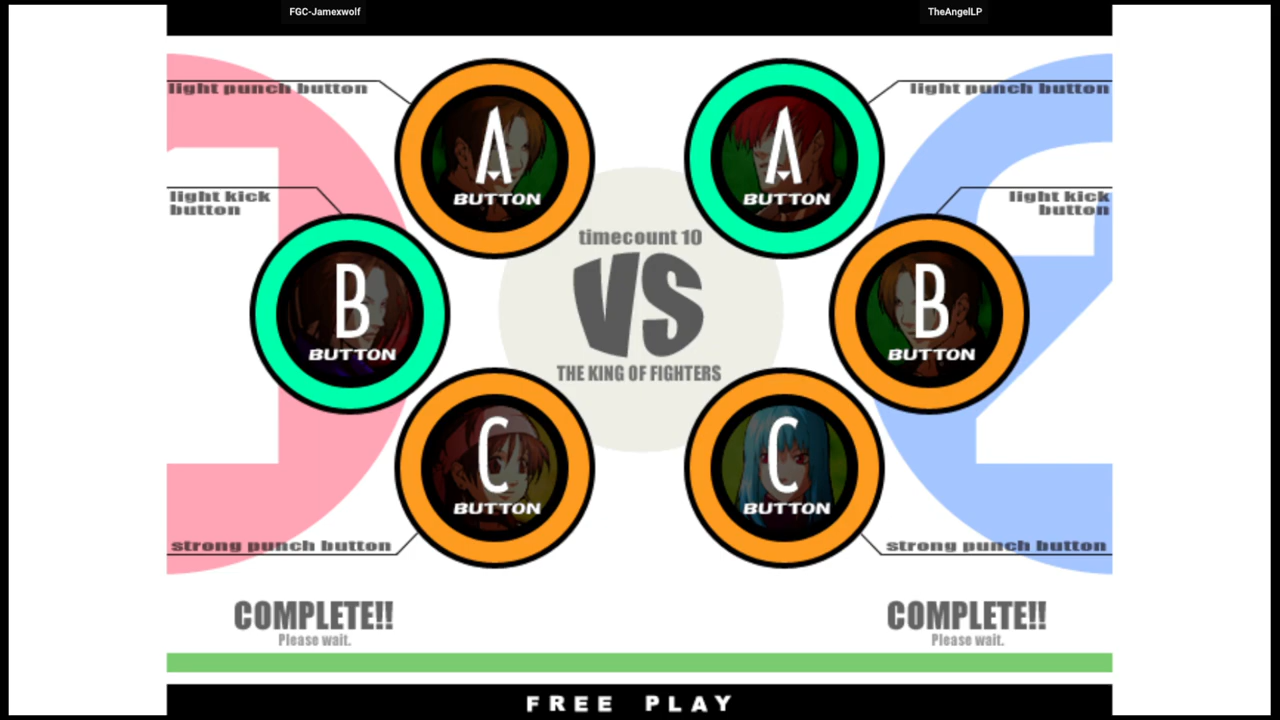 FGC-Jamexwolf
TheAngelLP
light punch button
A
BUTTON
A
BUTTON
light punch button
light kick
button
B
BUTTON
timecount 10
VS
THE KING OF FIGHTERS
light kick
button
B
BUTTON
C
BUTTON
C
BUTTON
strong punch button
strong punch button
COMPLETE!!
Please wait.
COMPLETE!!
Please wait.
FREE PLAY